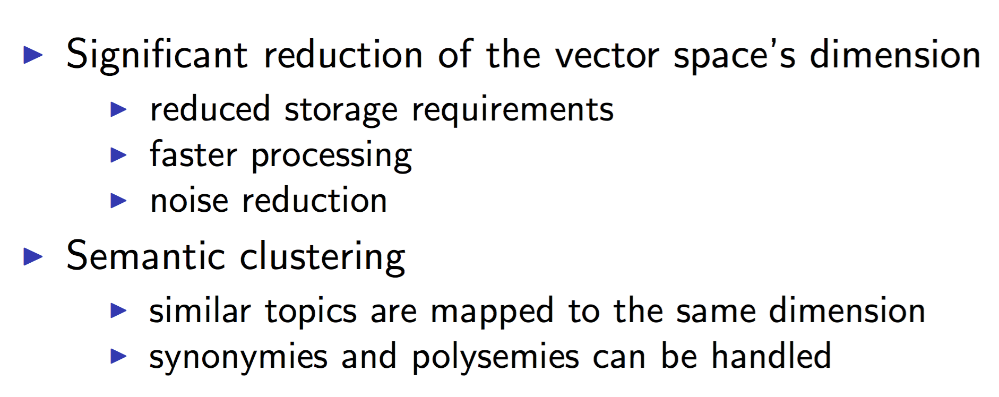 Significant reduction of the vector space's dimension
reduced storage requirements
faster processing
noise reduction
Semantic clustering
similar topics are mapped to the same dimension
synonymies and polysemies can be handled